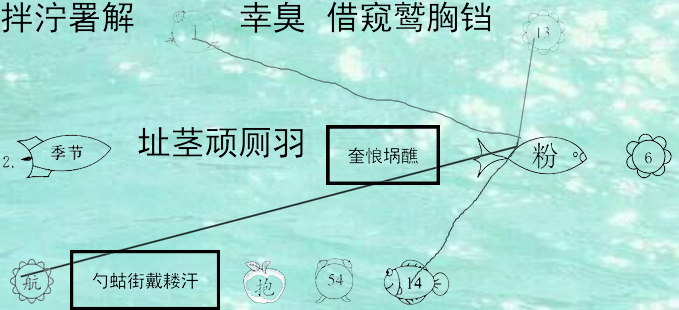 拌泞署解 1 幸臭 借窥鹫胸铛 13
2. 季节 址茎顽厕羽 奎悢埚醮 粉 6
航 勺蛄街戴耧汗 抱 54 14